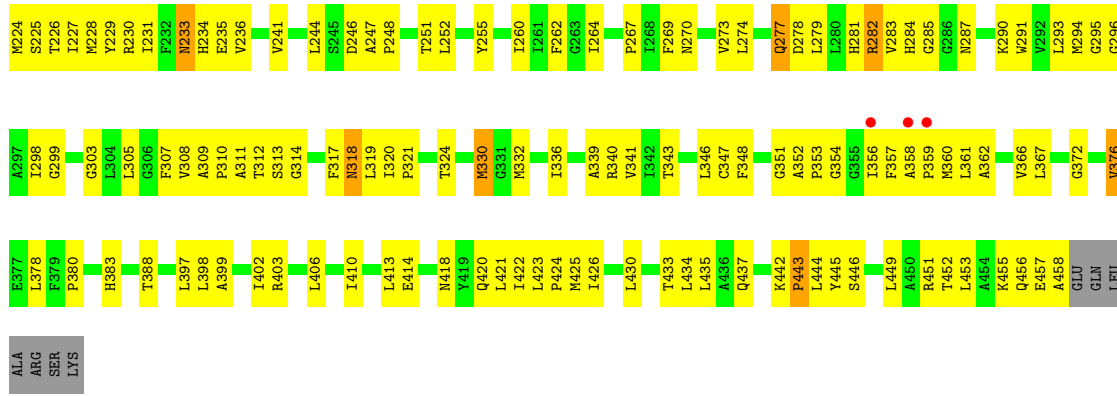 M224 S225 T226 I227 M228 Y229 R230 I231 F232 N233 H234 E235 V236 V241 L244 S245 D246 A247 P248 T251 L252 Y255 I260 I261 F262 G263 I264 P267 I268 F269 N270 V273 L274 Q277 D278 L279 L280 H281 R282 V283 H284 G285 G286 N287 K290 W291 V292 L293 M294 G295 G296
A297 I298 G299 G303 L304 L305 G306 F307 V308 A309 P310 A311 T312 S313 G314 F317 N318 L319 I320 P321 T324 M330 G331 M332 I336 A339 R340 V341 I342 T343 L346 C347 F348 G351 A352 P353 G354 G355 I356 F357 A358 P359 M360 L361 A362 V366 L367 G372 V376
E377 L378 F379 P380 H383 T388 L397 L398 A399 I402 R403 L406 I410 L413 E414 N418 Y419 Q420 L421 I422 L423 P424 M425 I426 L430 T433 L434 L435 A436 Q437 K442 P443 L444 Y445 S446 L449 A450 R451 T452 L453 A454 K455 Q456 E457 A458 GLU GLN LEU
ALA ARG SER LYS